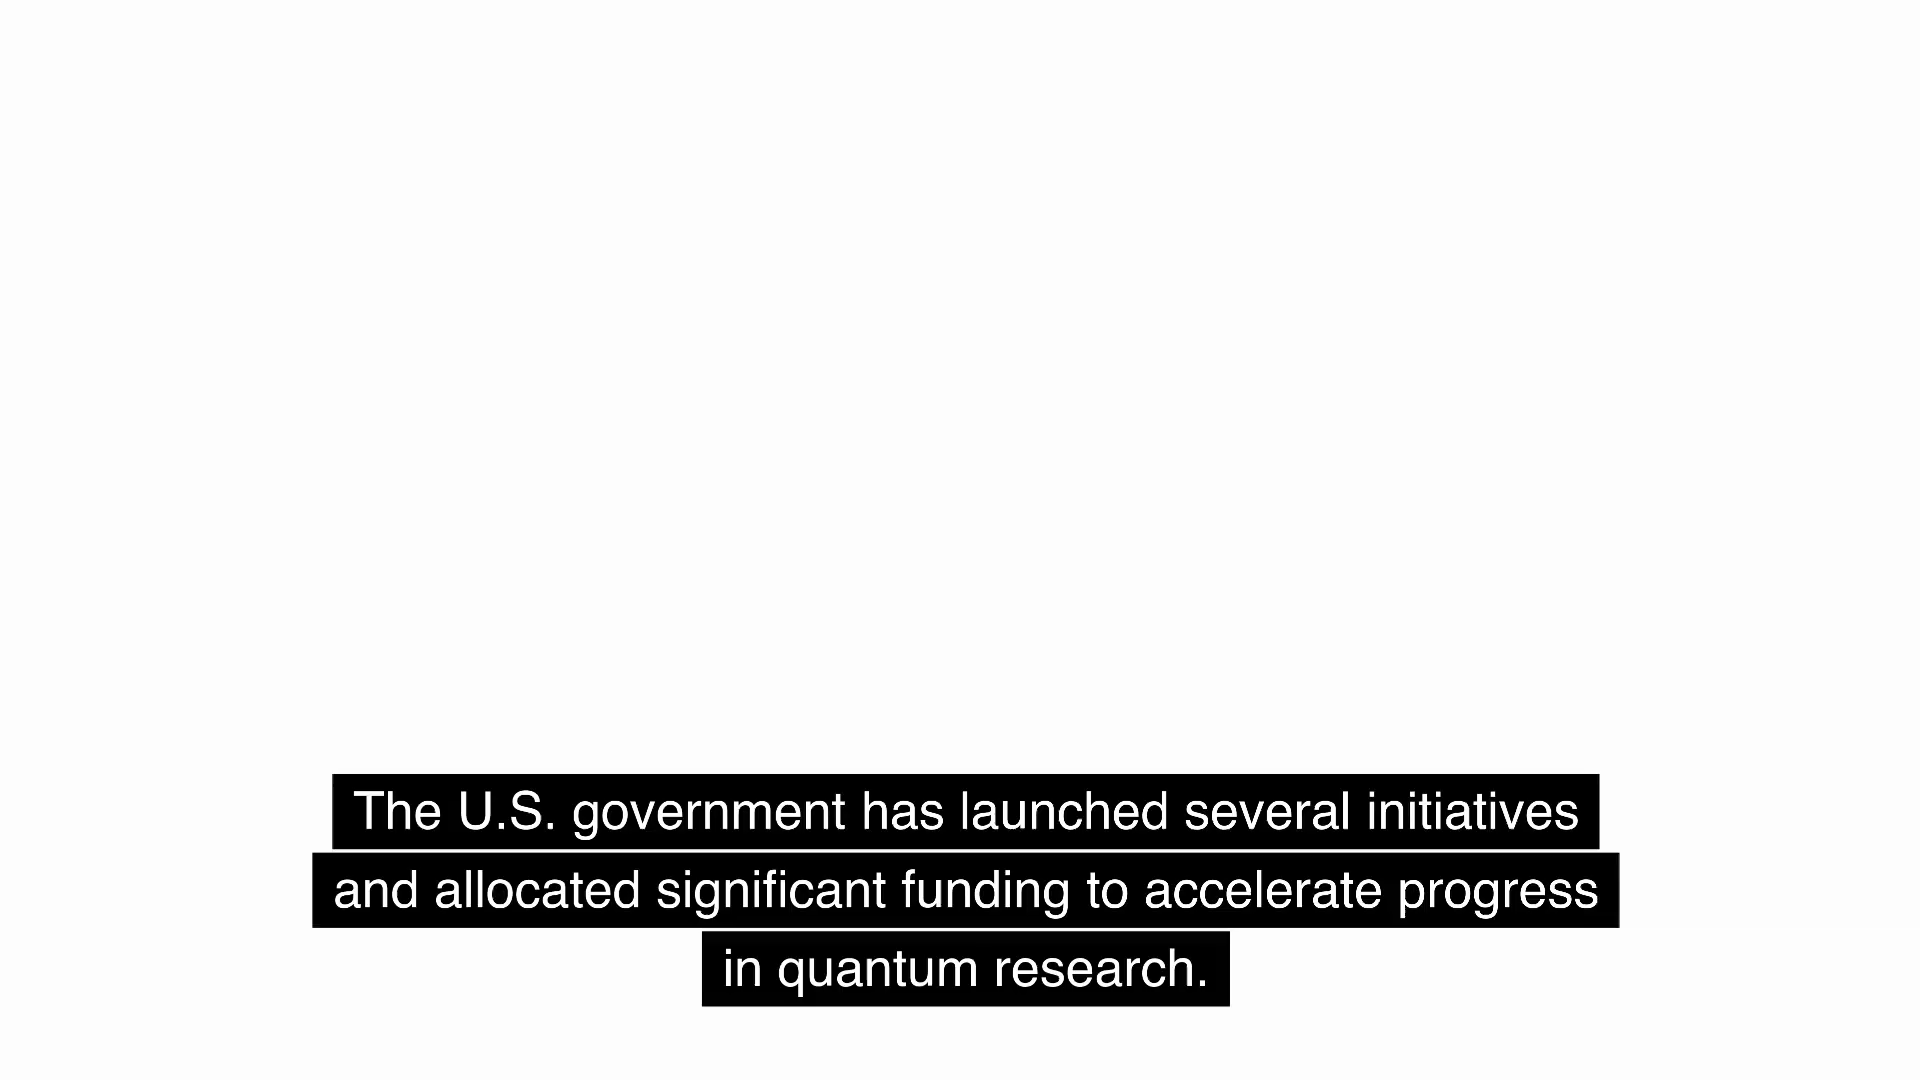 The U.S. government has launched several initiatives
and allocated significant funding to accelerate progress
in quantum research.